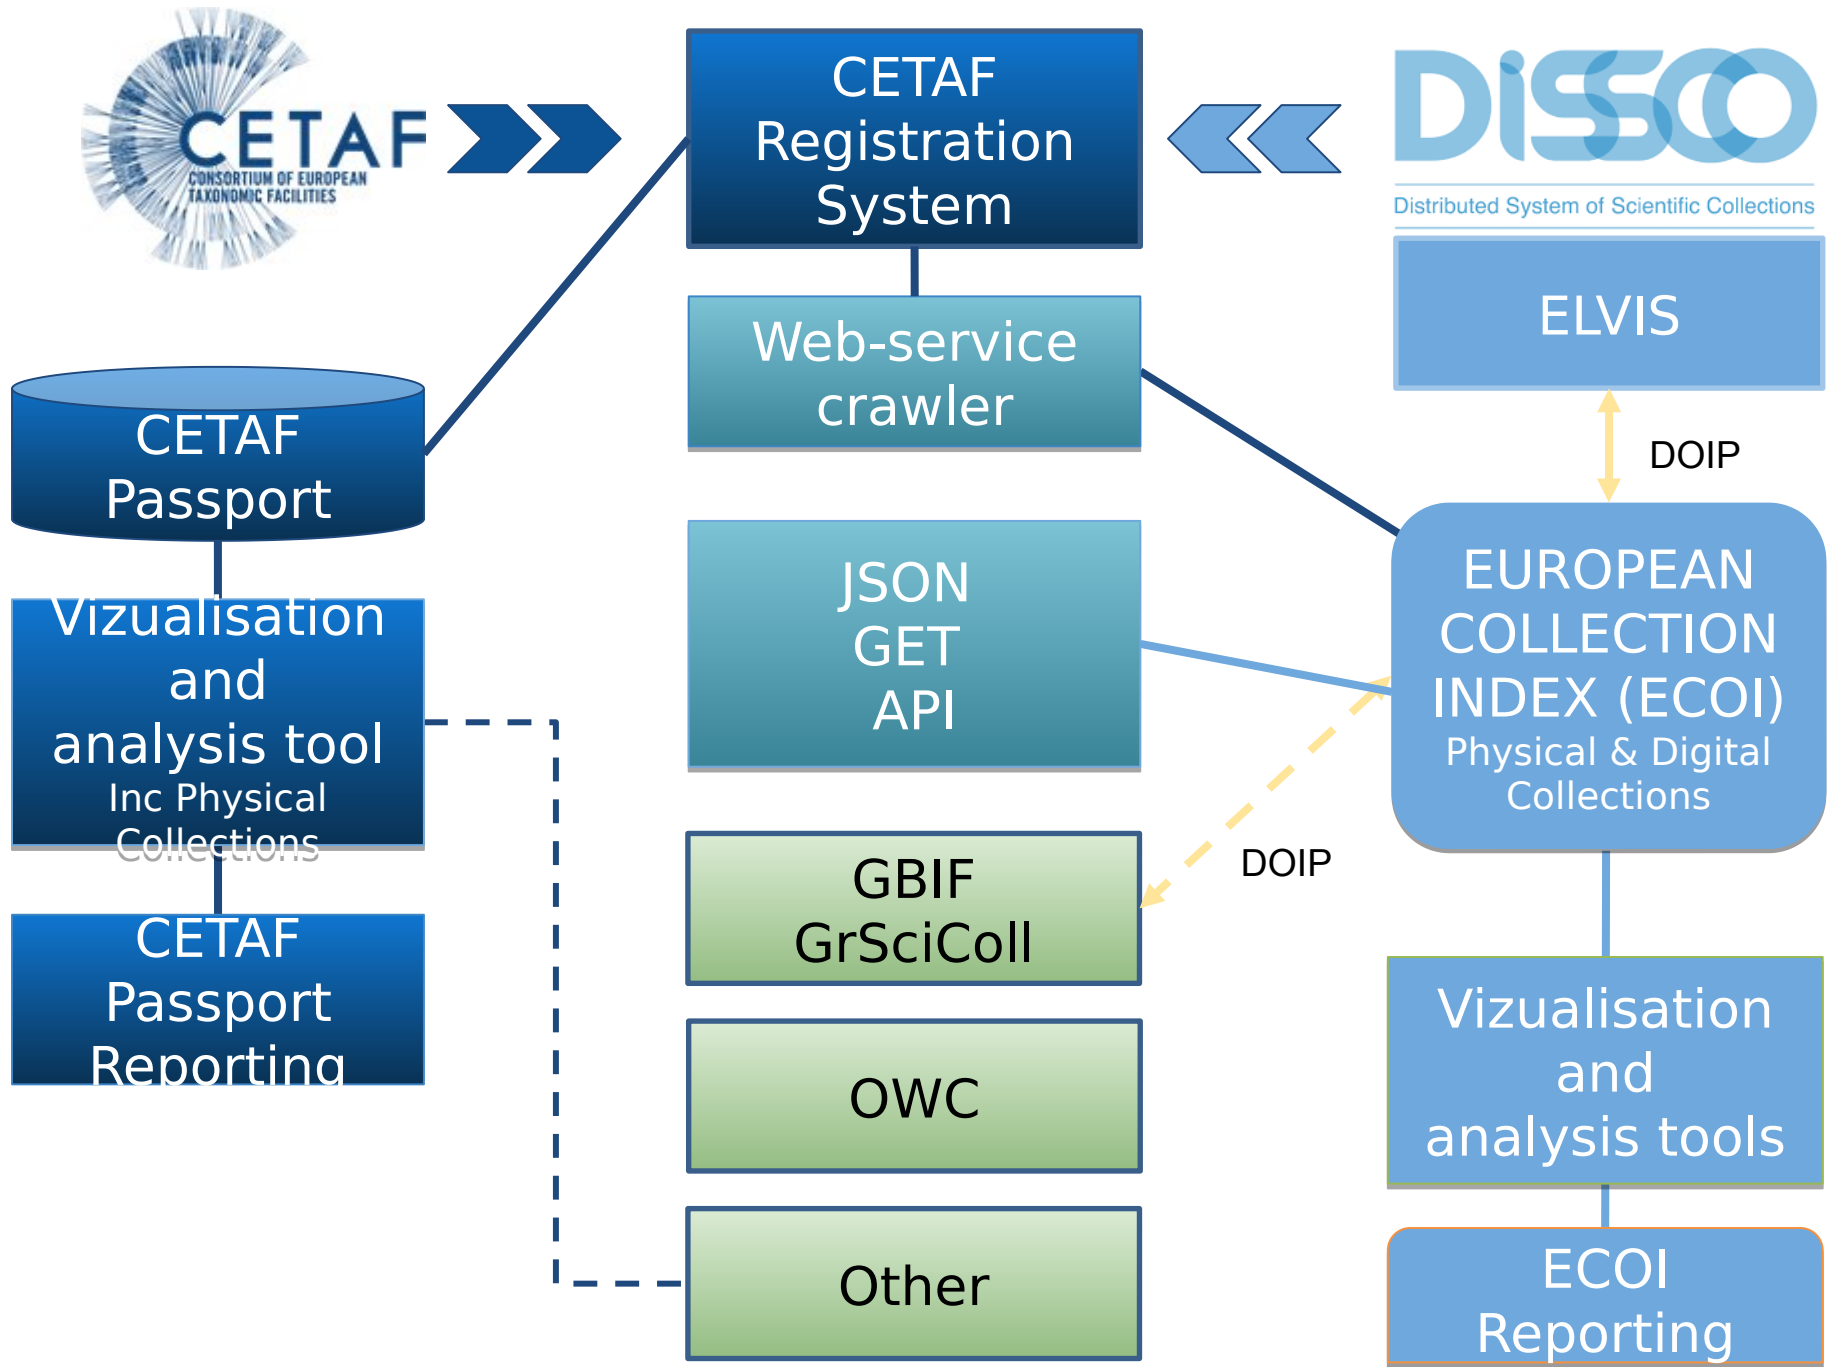 CETAF
CONSORTIUM OF EUROPEAN
TAXONOMIC FACILITIES
CETAF
Registration
System
DiSSCo
Distributed System of Scientific Collections
ELVIS
Web-service
crawler
CETAF
Passport
DOIP
JSON
GET
API
EUROPEAN
COLLECTION
INDEX (ECOI)
Physical & Digital
Collections
Vizualisation
and
analysis tool
Inc Physical
Collections
GBIF
GrSciColl
DOIP
CETAF
Passport
Reporting
OWC
Vizualisation
and
analysis tools
Other
ECOI
Reporting